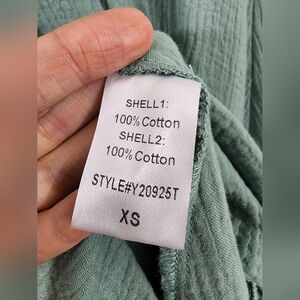 SHELL1:
100% Cotton
SHELL2:
100% Cotton
STYLE#Y20925T
XS